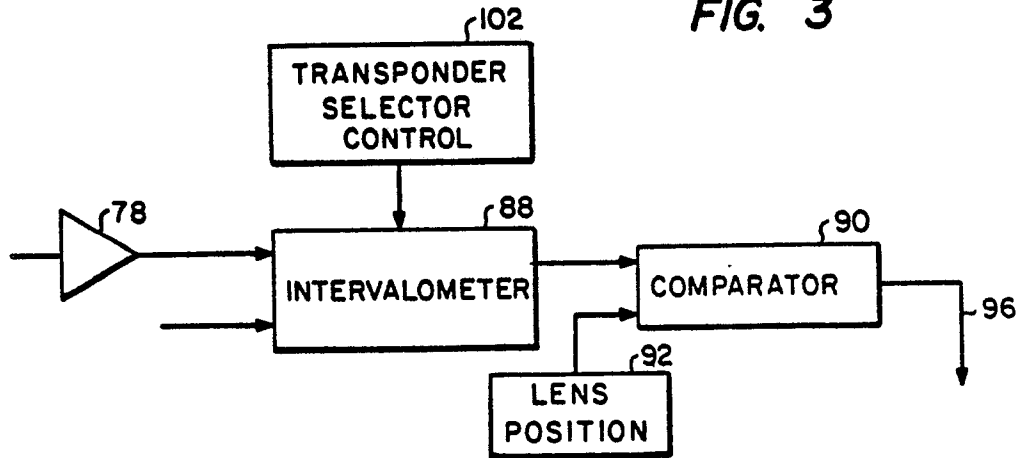 FIG. 3
102
TRANSPONDER
SELECTOR
CONTROL
78
88
INTERVALOMETER
90
COMPARATOR
96
92
LENS
POSITION